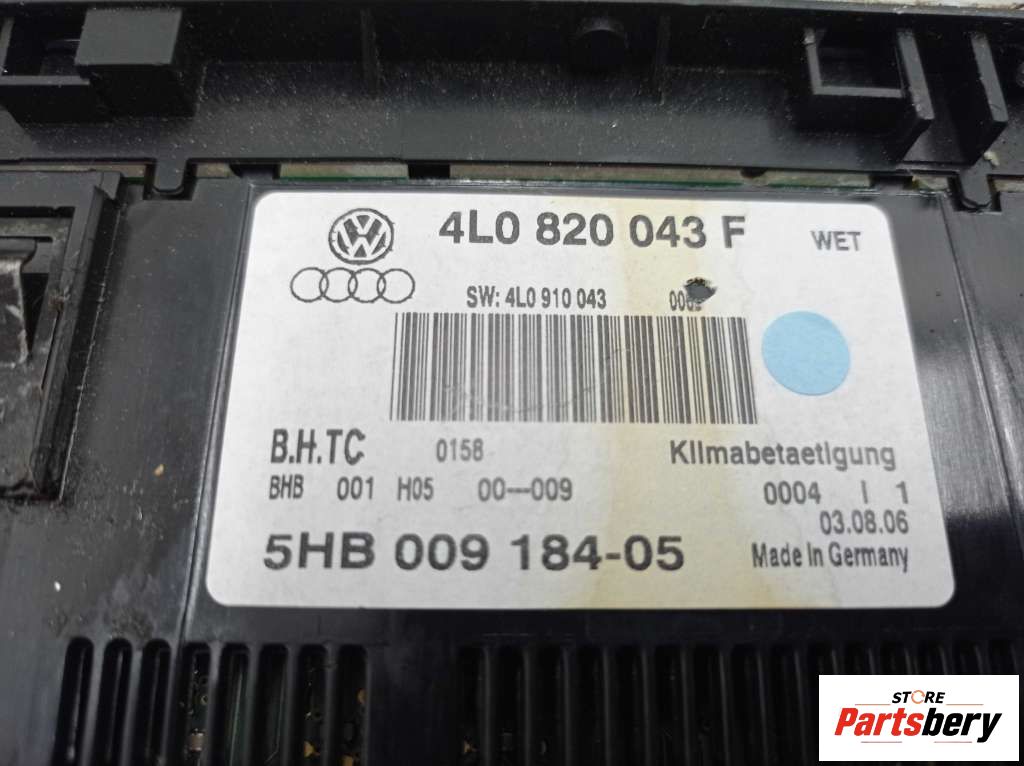 4L0 820 043 F
WET
SW: 4L0 910 043
B.H.TC 0158 Klimabetaetigung
BHB 001 H05 00---009 0004 I 1
03.08.06
5HB 009 184-05 Made in Germany
STORE
Partsbery